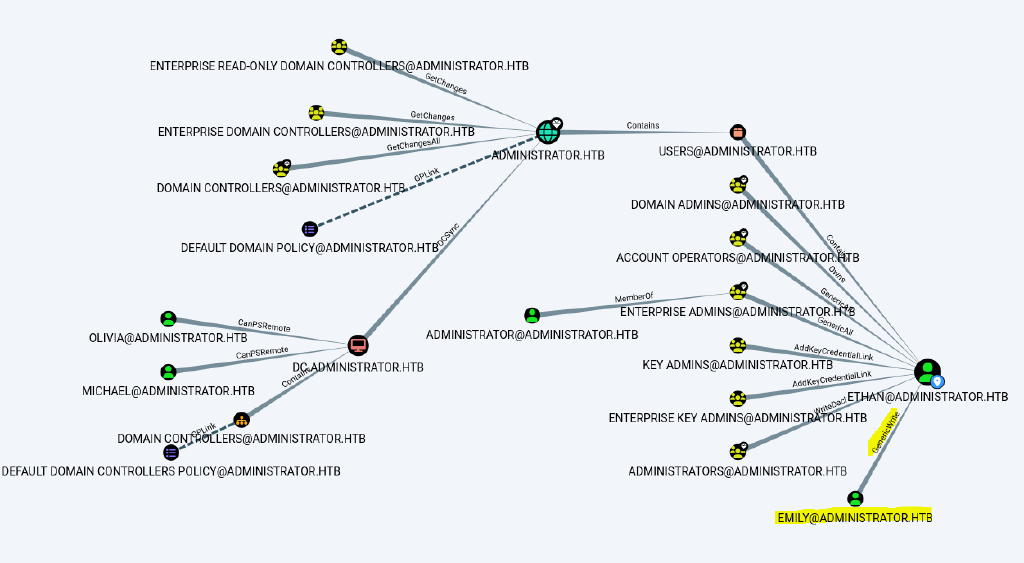 ENTERPRISE READ-ONLY DOMAIN CONTROLLERS@ADMINISTRATOR.HTB
GetChanges
GetChanges
ENTERPRISE DOMAIN CONTROLLERS@ADMINISTRATOR.HTB
Contains
GetChangesAll
ADMINISTRATOR.HTB
USERS@ADMINISTRATOR.HTB
GPLink
DOMAIN CONTROLLERS@ADMINISTRATOR.HTB
DOMAIN ADMINS@ADMINISTRATOR.HTB
DCSync
DEFAULT DOMAIN POLICY@ADMINISTRATOR.HTB
Contains
ACCOUNT OPERATORS@ADMINISTRATOR.HTB
Owns
MemberOf
GenericAll
ENTERPRISE ADMINS@ADMINISTRATOR.HTB
GenericAll
CanPSRemote
OLIVIA@ADMINISTRATOR.HTB
ADMINISTRATOR@ADMINISTRATOR.HTB
CanPSRemote
AddKeyCredentialLink
DC.ADMINISTRATOR.HTB
KEY ADMINS@ADMINISTRATOR.HTB
Contains
AddKeyCredentialLink
MICHAEL@ADMINISTRATOR.HTB
ETHAN@ADMINISTRATOR.HTB
WriteDacl
ENTERPRISE KEY ADMINS@ADMINISTRATOR.HTB
GPLink
DOMAIN CONTROLLERS@ADMINISTRATOR.HTB
GenericWrite
DEFAULT DOMAIN CONTROLLERS POLICY@ADMINISTRATOR.HTB
ADMINISTRATORS@ADMINISTRATOR.HTB
EMILY@ADMINISTRATOR.HTB